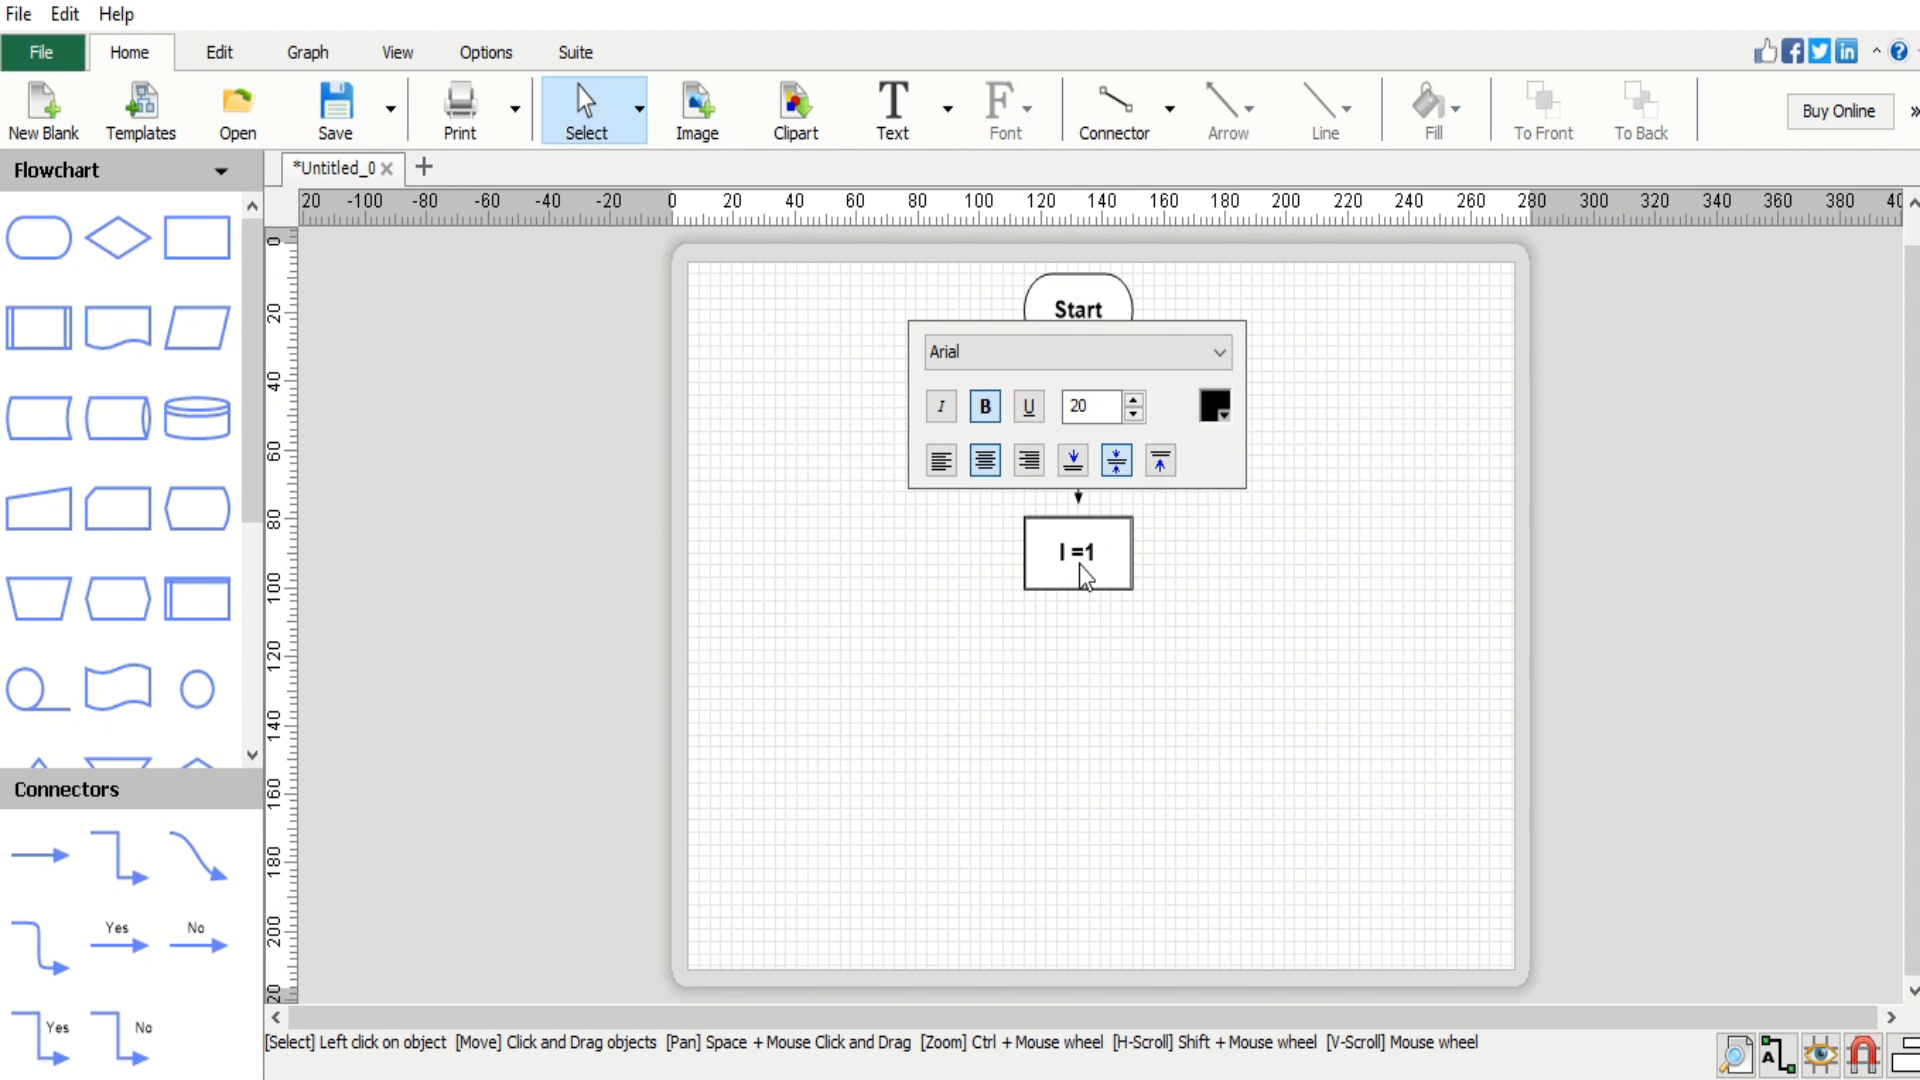 File Edit Help
File Home Edit Graph View Options Suite
New Blank Templates Open Save Print Select Image Clipart Text Font Connector Arrow Line Fill To Front To Back Buy Online
Flowchart
*Untitled_0
20 -100 -80 -60 -40 -20 0 20 40 60 80 100 120 140 160 180 200 220 240 260 280 300 320 340 360 380 40
0
20
40
60
80
100
120
140
160
180
200
20
Start
Arial
I B U 20
I =1
Connectors
Yes No
Yes No
[Select] Left click on object [Move] Click and Drag objects [Pan] Space + Mouse Click and Drag [Zoom] Ctrl + Mouse wheel [H-Scroll] Shift + Mouse wheel [V-Scroll] Mouse wheel